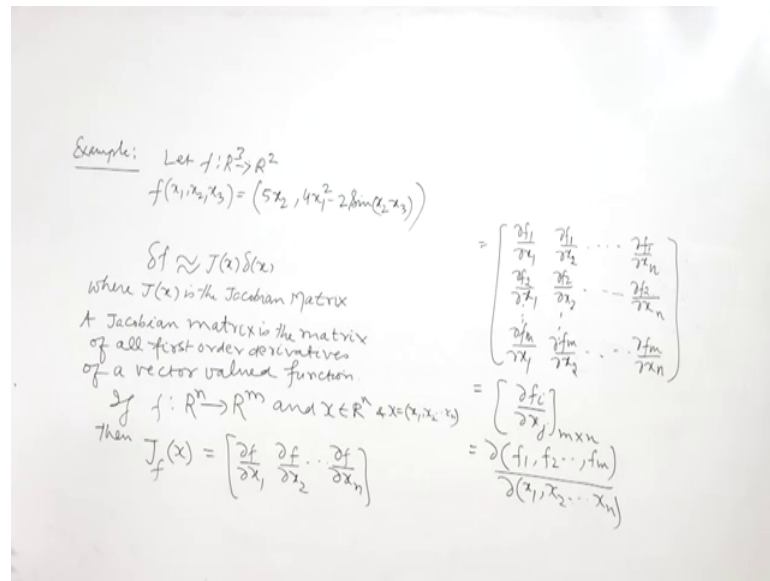 Example: Let f: R³→R²
f(x₁,x₂,x₃) = (5x₂, 4x₁² - 2 Sin(x₂x₃))
δf ≈ J(x) δ(x)
where J(x) is the Jacobian Matrix
A Jacobian matrix is the matrix
of all first order derivatives
of a vector valued function.
If f: Rⁿ → Rᵐ and x ∈ Rⁿ & x = (x₁, x₂ ... xₙ)
then J_f(x) = [∂f/∂x₁ ∂f/∂x₂ ... ∂f/∂xₙ]
= [ ∂f₁/∂x₁ ∂f₁/∂x₂ .... ∂f₁/∂xₙ
∂f₂/∂x₁ ∂f₂/∂x₂ .... ∂f₂/∂xₙ
⋮ ⋮
∂fm/∂x₁ ∂fm/∂x₂ .... ∂fm/∂xₙ ]
= [∂fᵢ/∂xⱼ] m×n
= ∂(f₁, f₂ .., fm) / ∂(x₁, x₂ ... xₙ)